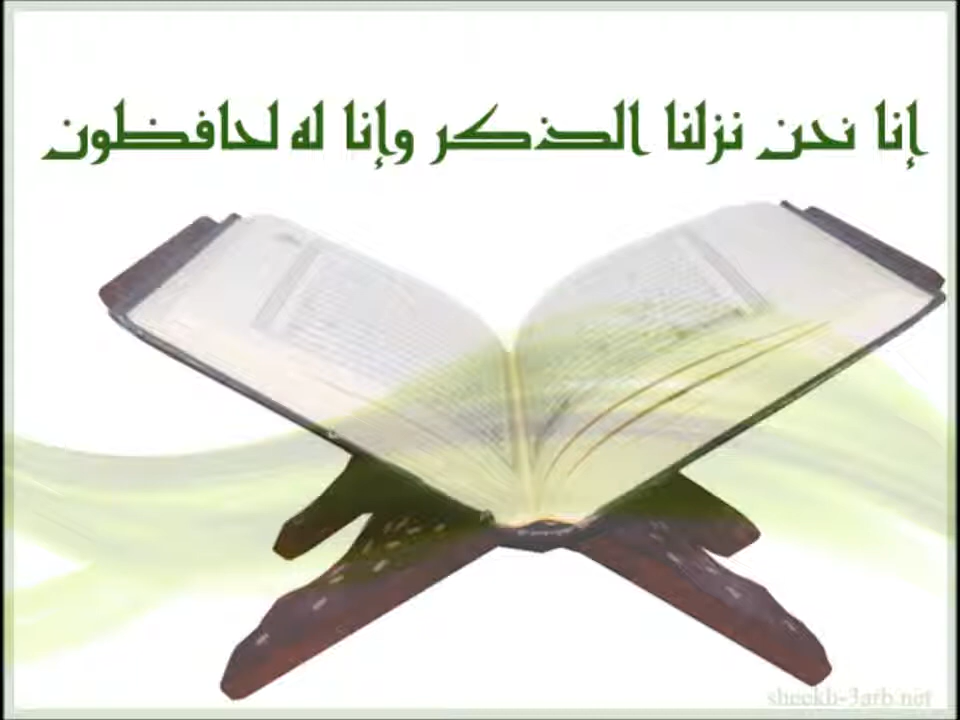 إنا نحن نزلنا الذكر وإنا له لحافظون
sheekh-3arb.net